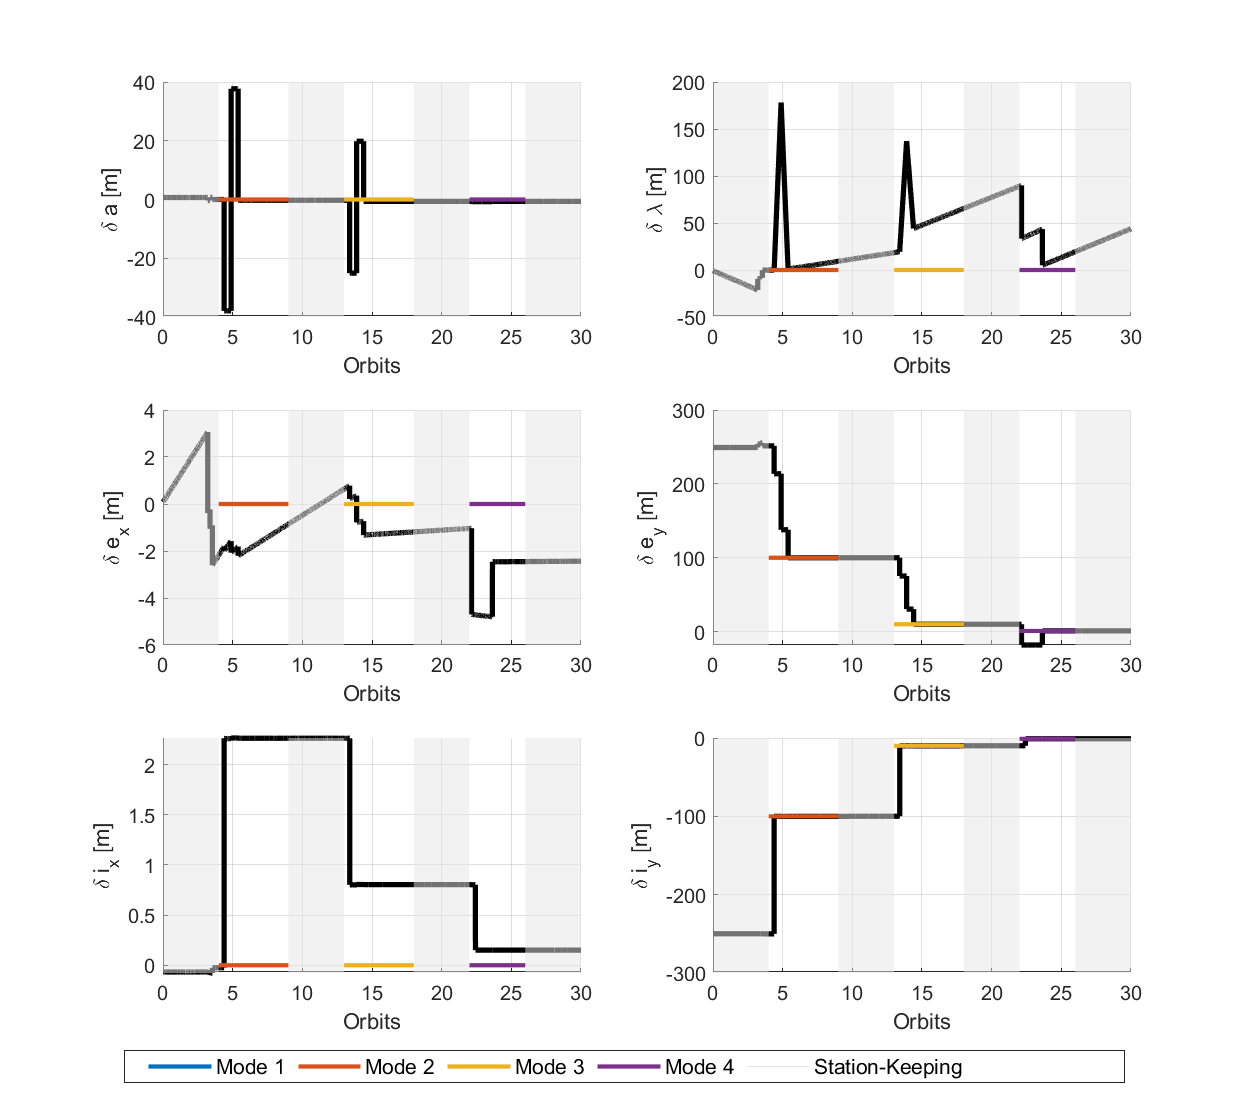 40
20
0
-20
-40
δ a [m]
0 5 10 15 20 25 30
Orbits
200
150
100
50
0
-50
δ λ [m]
0 5 10 15 20 25 30
Orbits
4
2
0
-2
-4
-6
δ e_x [m]
0 5 10 15 20 25 30
Orbits
300
200
100
0
δ e_y [m]
0 5 10 15 20 25 30
Orbits
2
1.5
1
0.5
0
δ i_x [m]
0 5 10 15 20 25 30
Orbits
0
-100
-200
-300
δ i_y [m]
0 5 10 15 20 25 30
Orbits
Mode 1 Mode 2 Mode 3 Mode 4 Station-Keeping